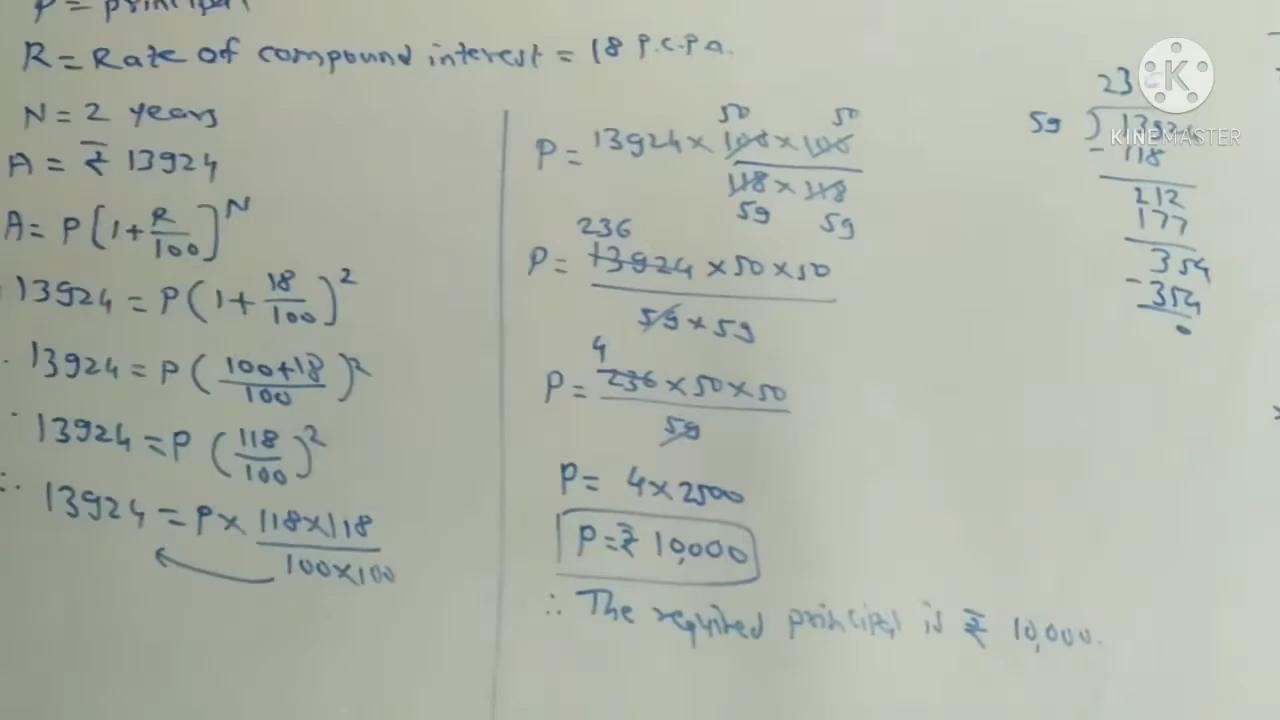 P = principal
R = Rate of compound interest = 18 p.c.p.a.
N = 2 years
A = ₹ 13924
A = P [1 + R/100]^N
13924 = P (1 + 18/100)^2
13924 = P ( 100+18 / 100 )^2
∴ 13924 = P (118/100)^2
∴ 13924 = P × 118×118 / 100×100
50 50
P = 13924 × 100 × 100
118 × 118
59 59
236
P = 13924 × 50 × 50
59 × 59
4
P = 236 × 50 × 50
59
P = 4 × 2500
P = ₹ 10,000
∴ The required principal is ₹ 10,000.
236
59 ) 13924
- 118
212
177
354
- 354
0
KINEMASTER